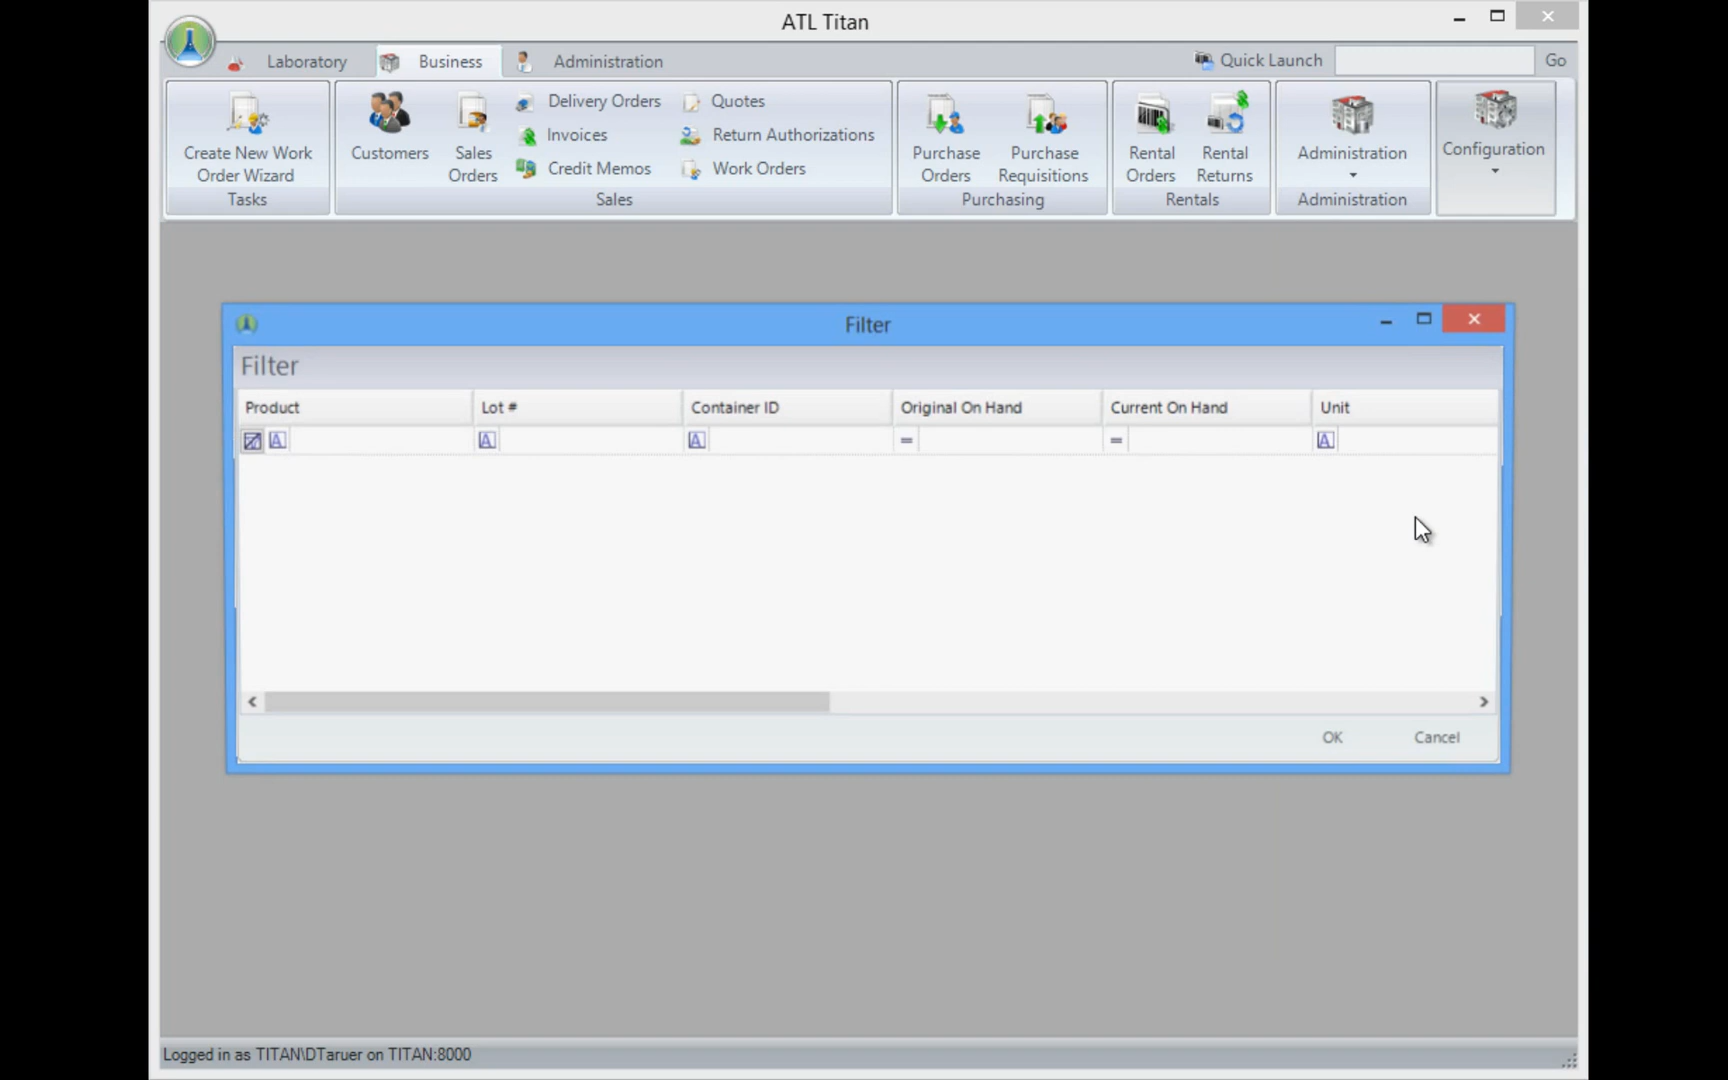 ATL Titan
Laboratory Business Administration Quick Launch Go
Create New Work Order Wizard
Tasks
Customers
Sales Orders
Delivery Orders
Invoices
Credit Memos
Quotes
Return Authorizations
Work Orders
Sales
Purchase Orders
Purchase Requisitions
Purchasing
Rental Orders
Rental Returns
Rentals
Administration
Administration
Configuration
Filter
Filter
Product Lot # Container ID Original On Hand Current On Hand Unit
A A A = = A
OK Cancel
Logged in as TITAN\DTaruer on TITAN:8000